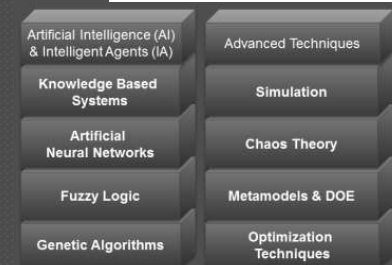 Artificial Intelligence (AI)
& Intelligent Agents (IA)
Knowledge Based
Systems
Artificial
Neural Networks
Fuzzy Logic
Genetic Algorithms
Advanced Techniques
Simulation
Chaos Theory
Metamodels & DOE
Optimization
Techniques